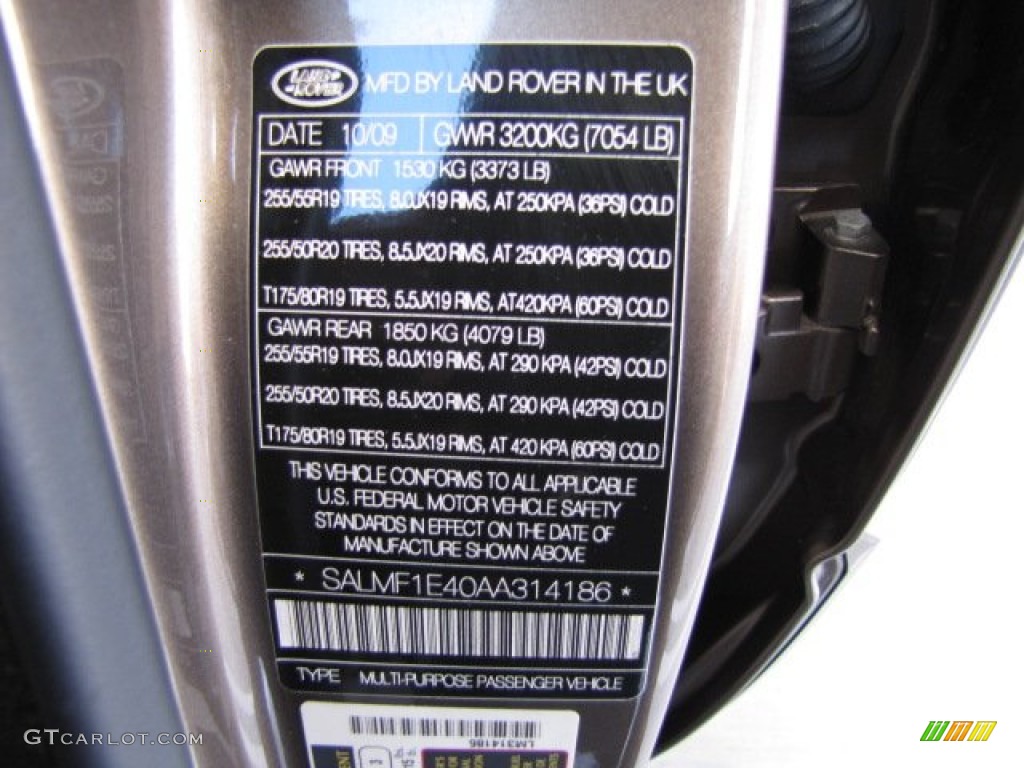 LAND ROVER MFD BY LAND ROVER IN THE UK
DATE 10/09 GVWR 3200KG (7054 LB)
GAWR FRONT 1530 KG (3373 LB)
255/55R19 TIRES, 8.0JX19 RIMS, AT 250KPA (36PSI) COLD
255/50R20 TIRES, 8.5JX20 RIMS, AT 250KPA (36PSI) COLD
T175/80R19 TIRES, 5.5JX19 RIMS, AT420KPA (60PSI) COLD
GAWR REAR 1850 KG (4079 LB)
255/55R19 TIRES, 8.0JX19 RIMS, AT 290 KPA (42PSI) COLD
255/50R20 TIRES, 8.5JX20 RIMS, AT 290 KPA (42PSI) COLD
T175/80R19 TIRES, 5.5JX19 RIMS, AT 420 KPA (60PSI) COLD
THIS VEHICLE CONFORMS TO ALL APPLICABLE
U.S. FEDERAL MOTOR VEHICLE SAFETY
STANDARDS IN EFFECT ON THE DATE OF
MANUFACTURE SHOWN ABOVE
* SALMF1E40AA314186 *
TYPE MULTI-PURPOSE PASSENGER VEHICLE
LM314186
3
GTCARLOT.COM